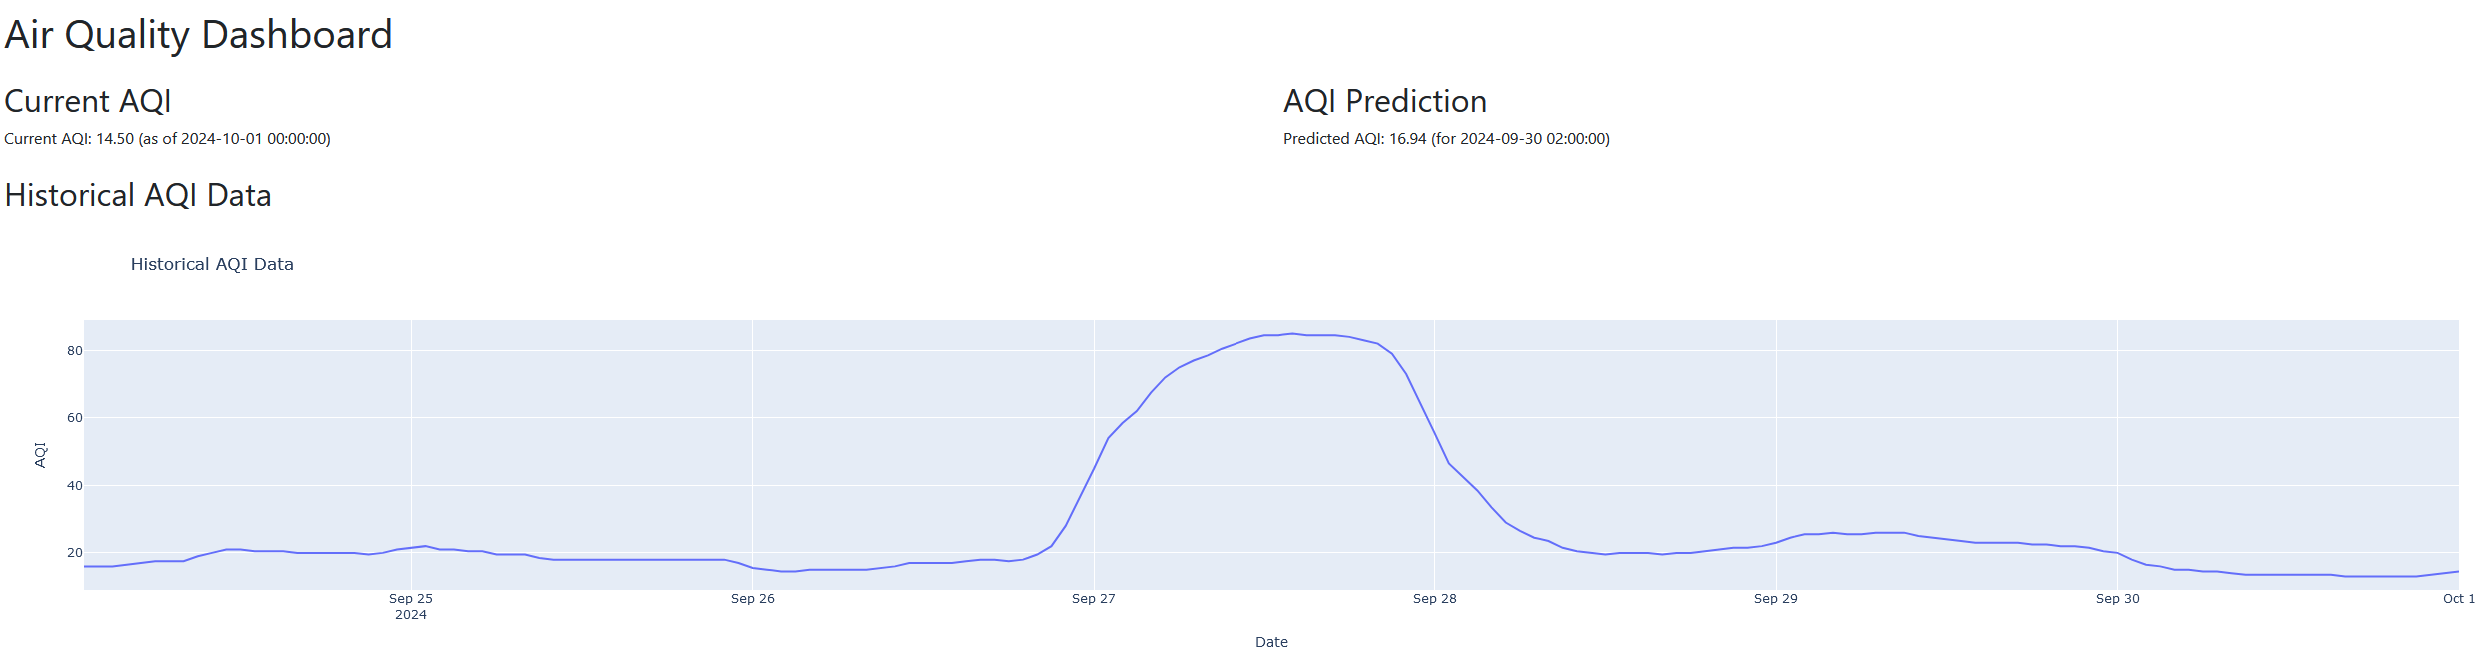 Air Quality Dashboard
Current AQI
Current AQI: 14.50 (as of 2024-10-01 00:00:00)
AQI Prediction
Predicted AQI: 16.94 (for 2024-09-30 02:00:00)
Historical AQI Data
Historical AQI Data
80
60
40
20
AQI
Sep 25
2024
Sep 26
Sep 27
Sep 28
Sep 29
Sep 30
Oct 1
Date